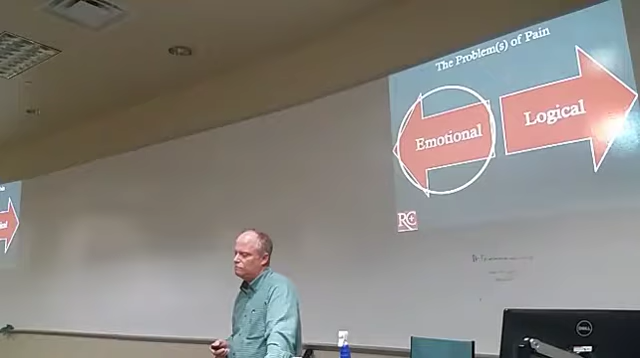 The Problem(s) of Pain
Emotional
Logical
RC
DELL